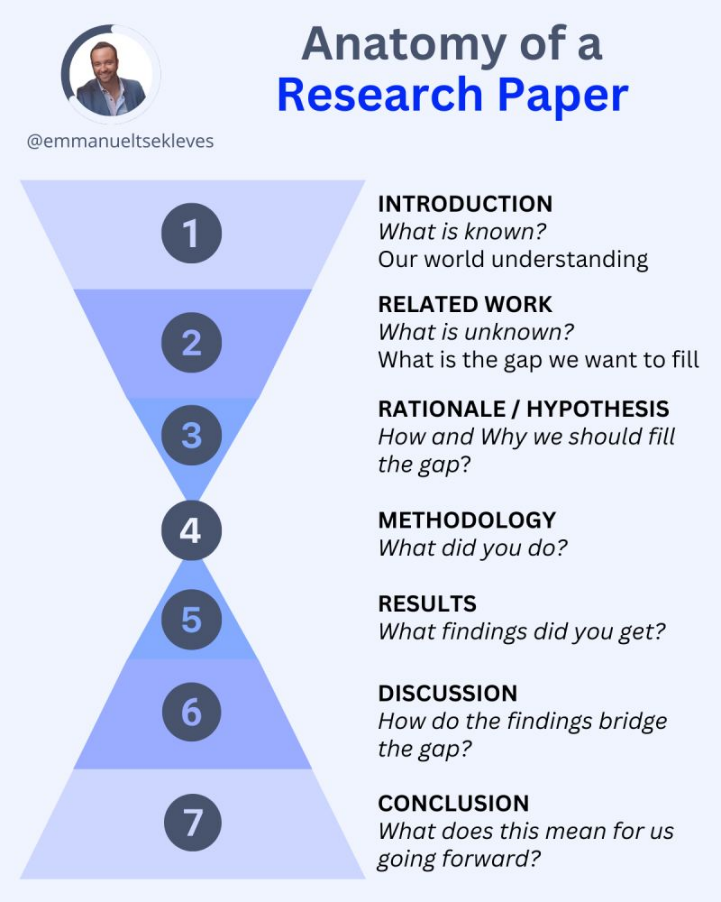 Anatomy of a
Research Paper
@emmanueltsekleves
1
INTRODUCTION
What is known?
Our world understanding
2
RELATED WORK
What is unknown?
What is the gap we want to fill
3
RATIONALE / HYPOTHESIS
How and Why we should fill
the gap?
4
METHODOLOGY
What did you do?
5
RESULTS
What findings did you get?
6
DISCUSSION
How do the findings bridge
the gap?
7
CONCLUSION
What does this mean for us
going forward?